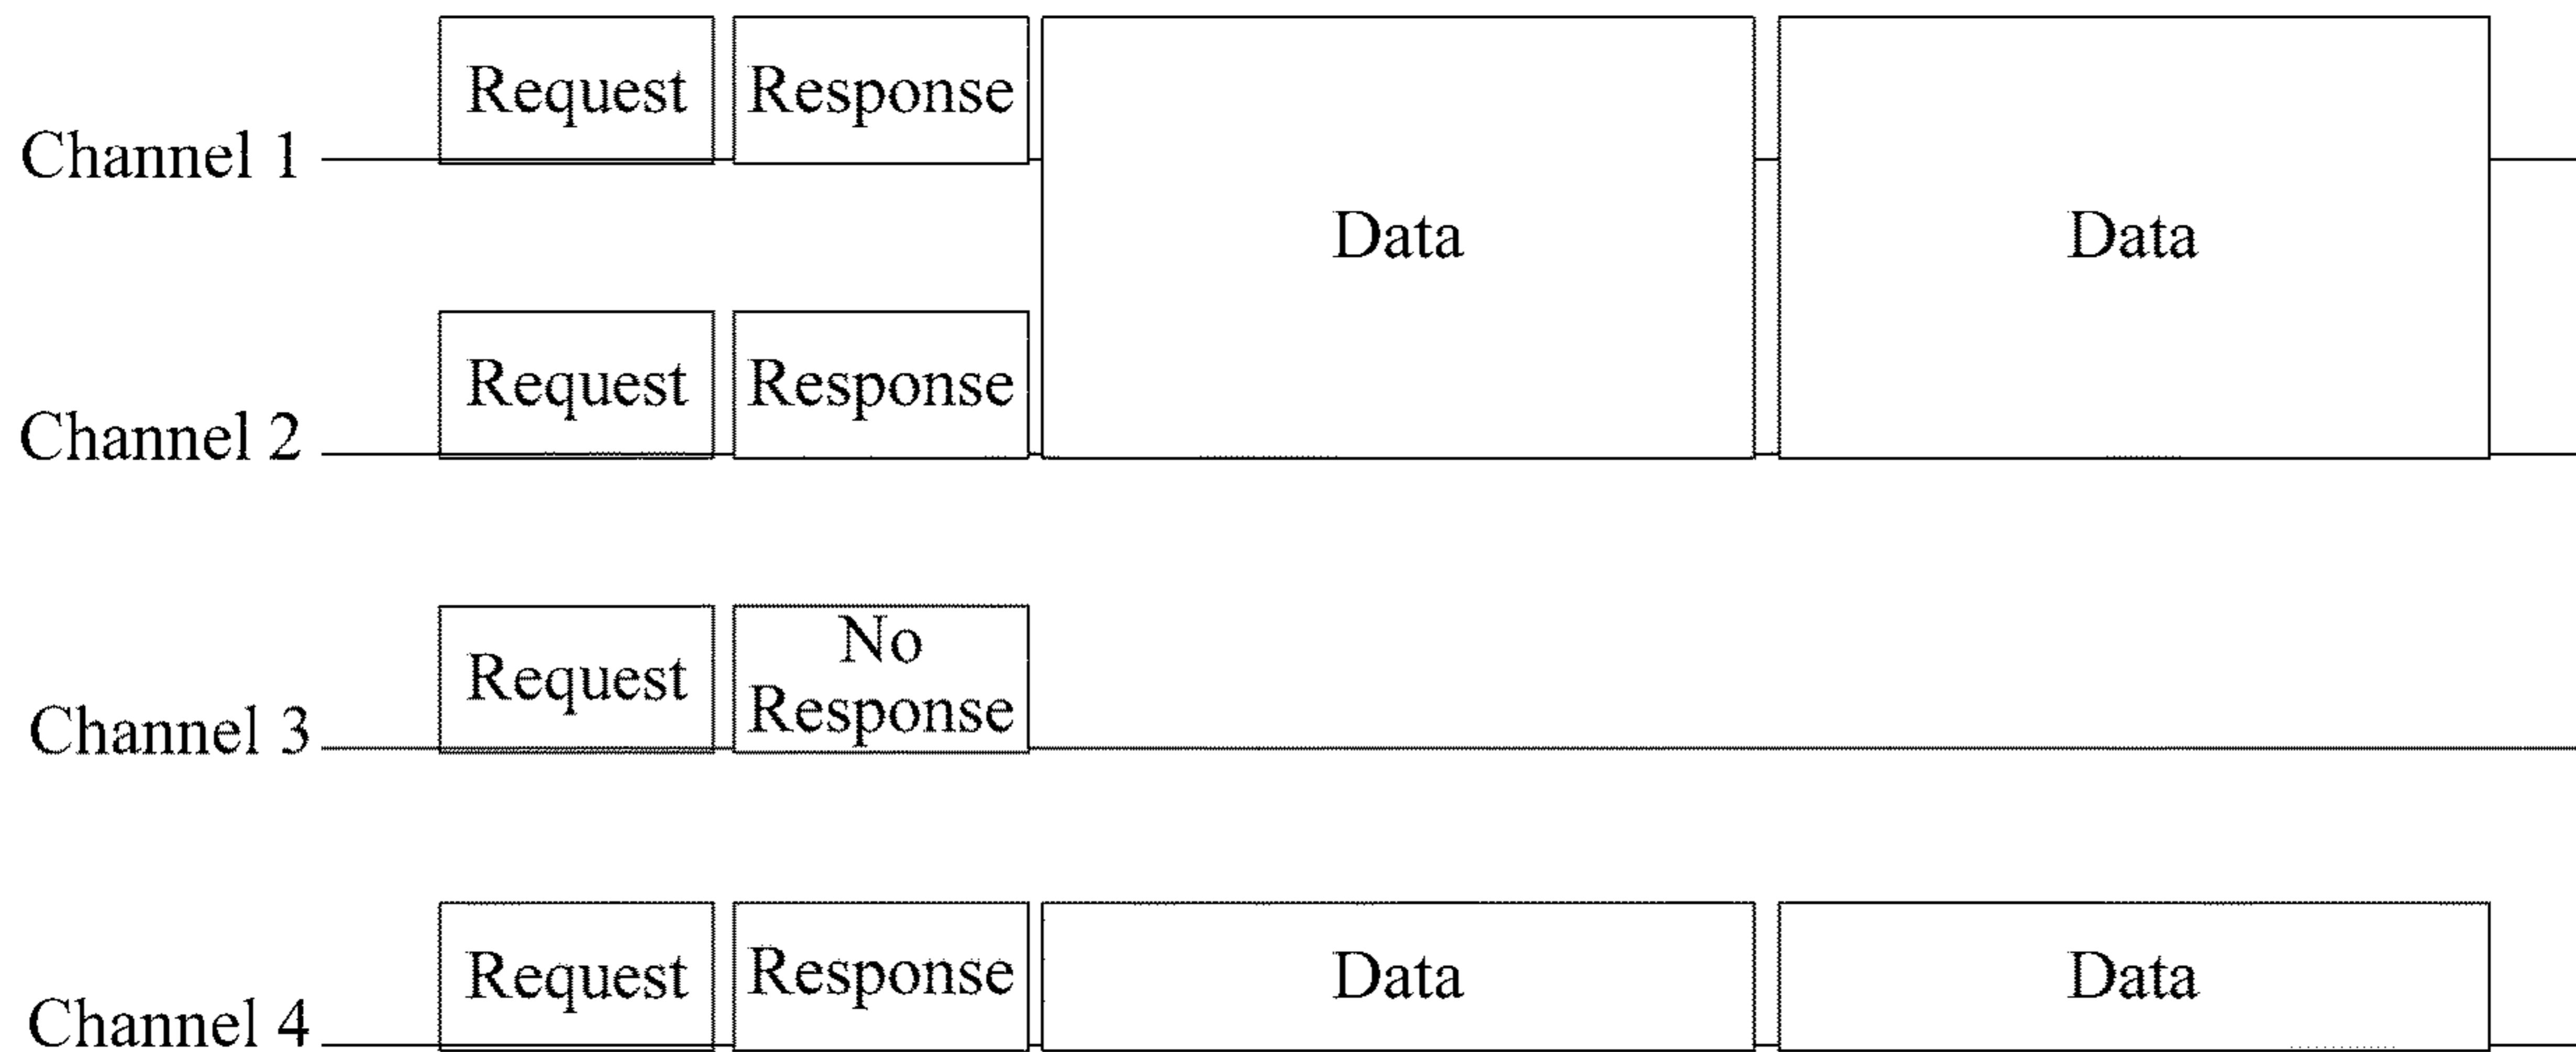 Channel 1
Request
Response
Data
Data
Channel 2
Request
Response
Channel 3
Request
No
Response
Channel 4
Request
Response
Data
Data